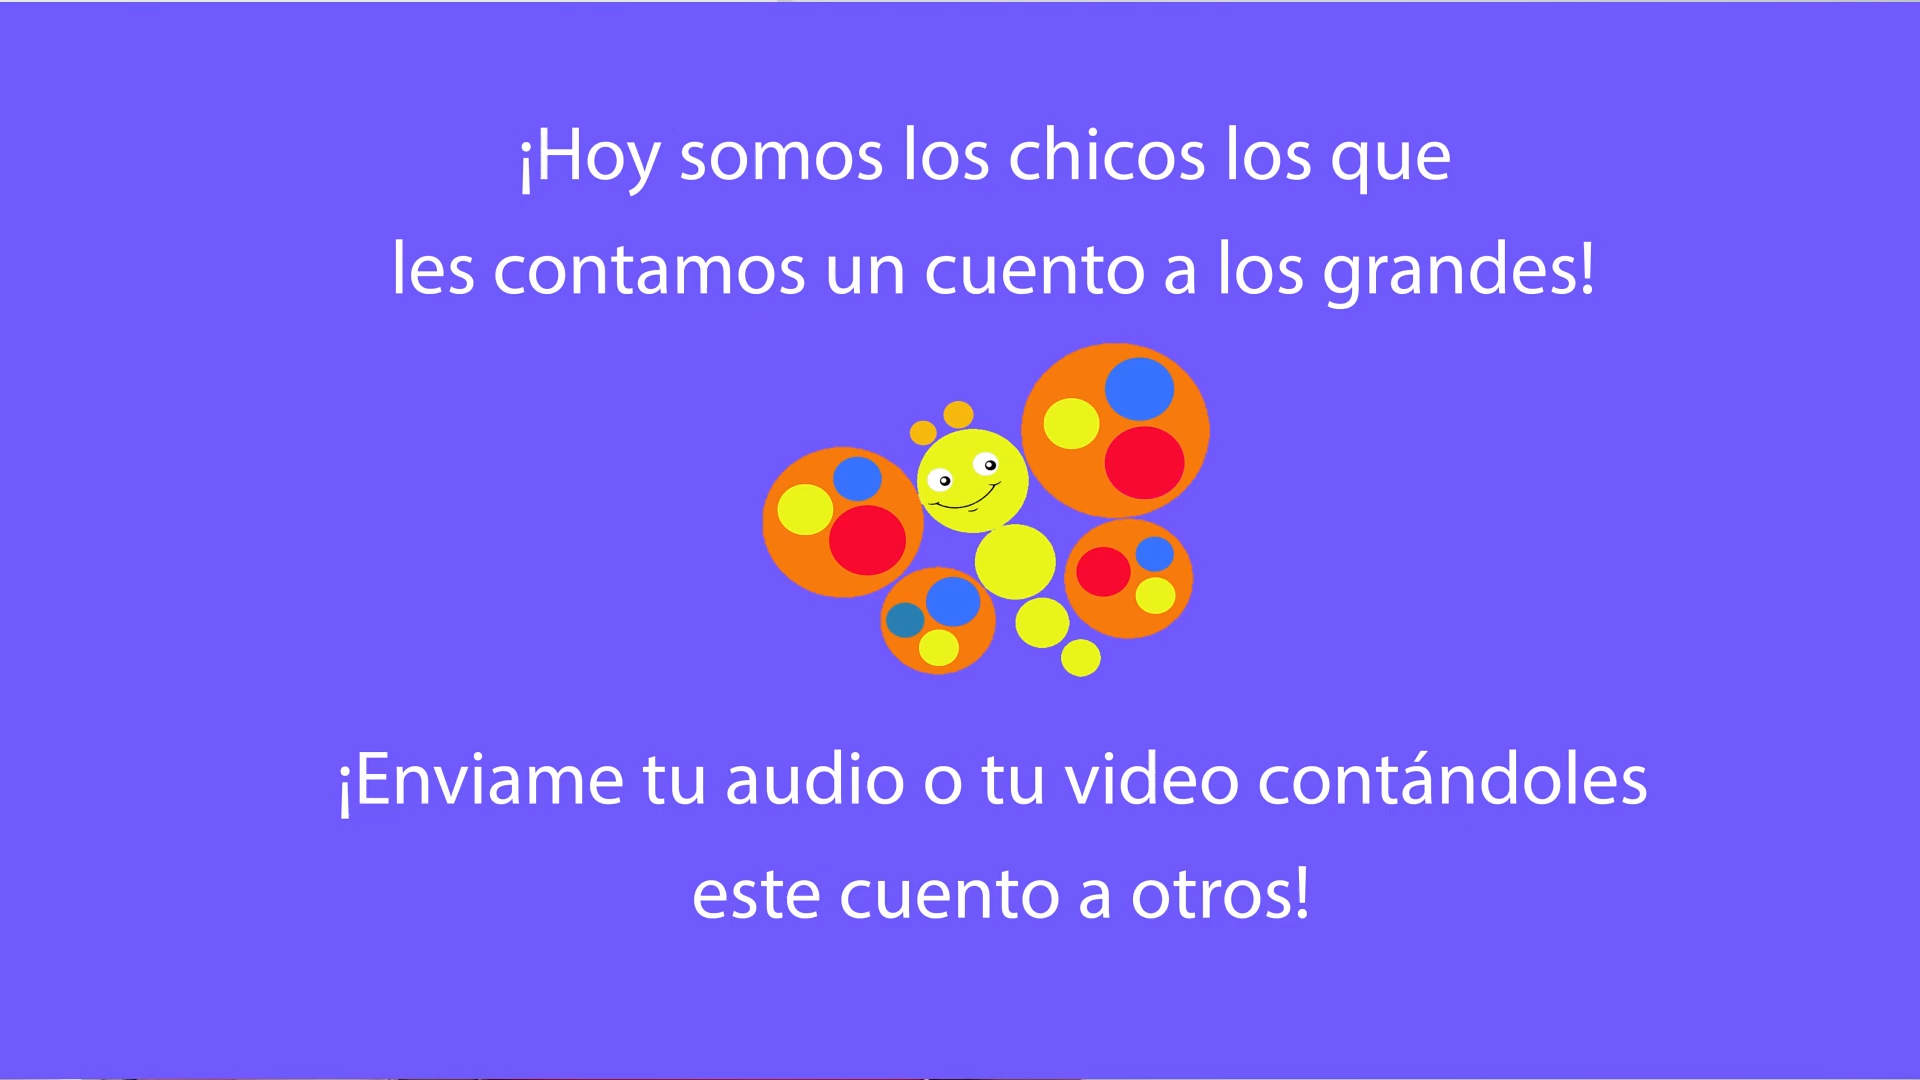 ¡Hoy somos los chicos los que
les contamos un cuento a los grandes!
¡Enviame tu audio o tu video contándoles
este cuento a otros!